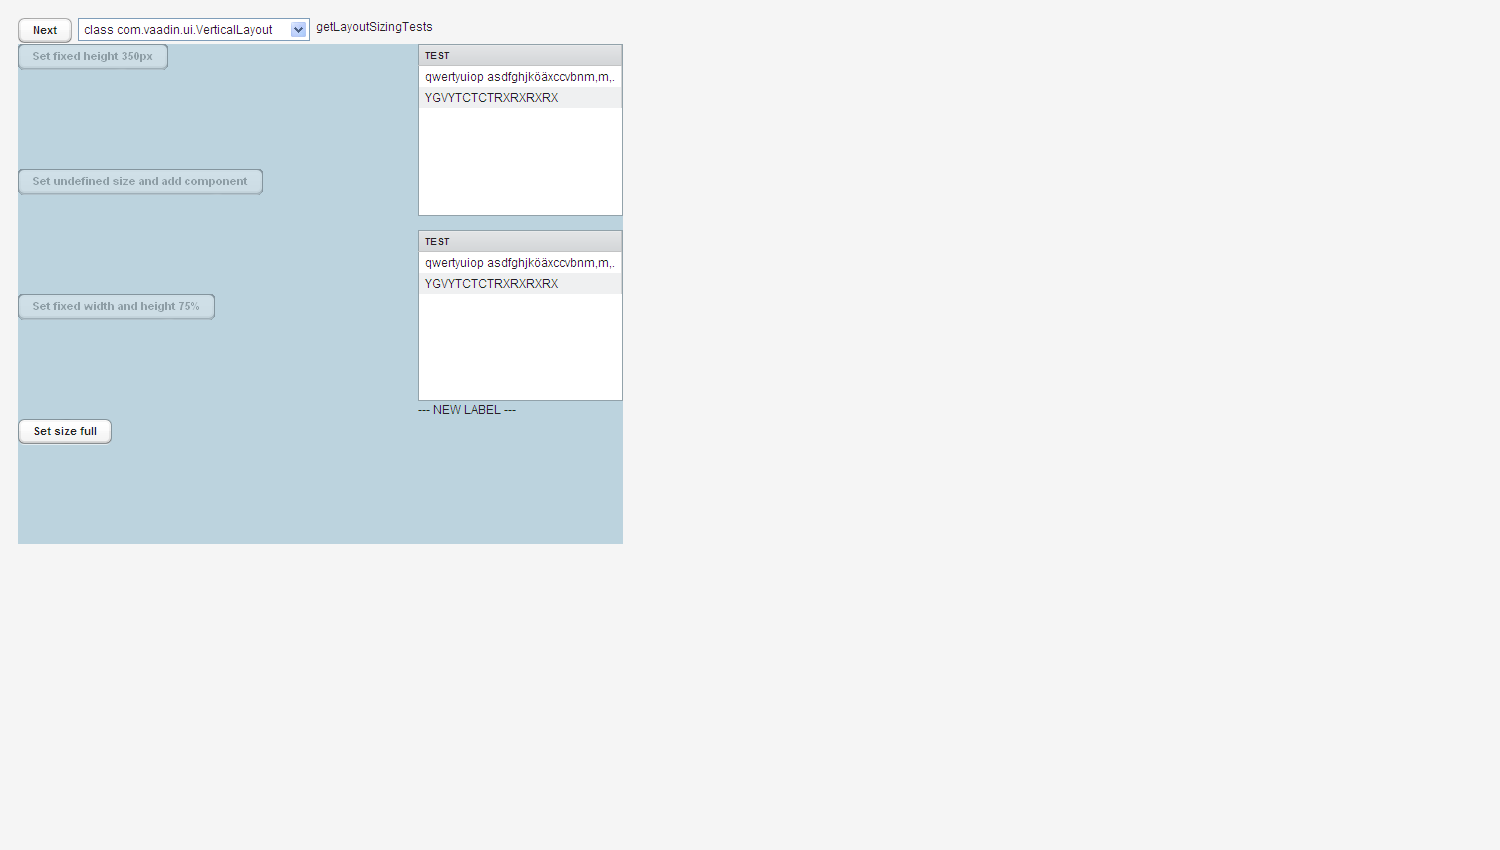 Next
class com.vaadin.ui.VerticalLayout
getLayoutSizingTests
Set fixed height 350px
Set undefined size and add component
Set fixed width and height 75%
Set size full
TEST
qwertyuiop asdfghjköäxccvbnm,m,.
YGVYTCTCTRXRXRXRX
TEST
qwertyuiop asdfghjköäxccvbnm,m,.
YGVYTCTCTRXRXRXRX
--- NEW LABEL ---